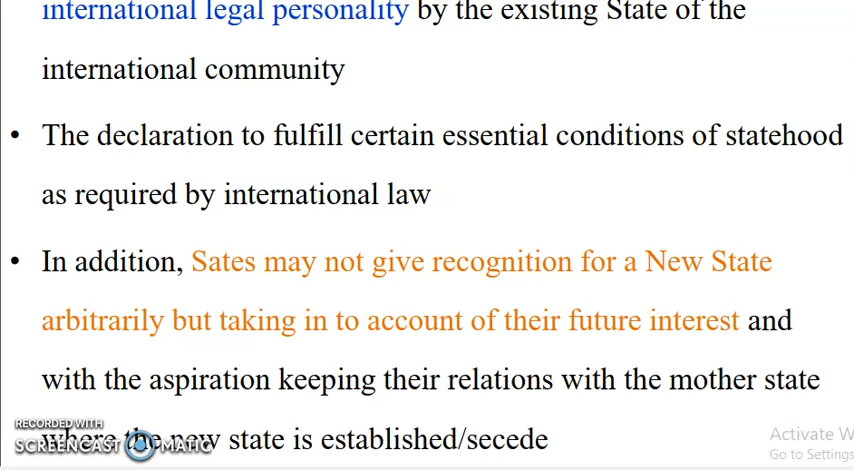 international legal personality by the existing State of the
international community
• The declaration to fulfill certain essential conditions of statehood
as required by international law
• In addition, Sates may not give recognition for a New State
arbitrarily but taking in to account of their future interest and
with the aspiration keeping their relations with the mother state
RECORDED WITH
where the new state is established/secede
SCREENCAST MATIC
Activate W
Go to Settings